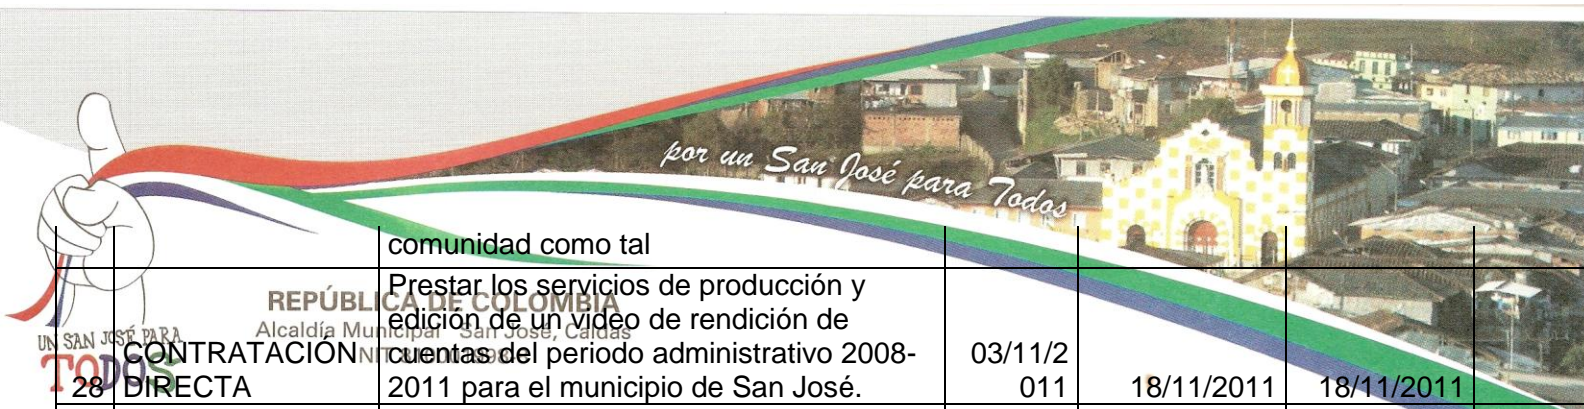 por un San José para Todos
comunidad como tal
REPÚBLICA DE COLOMBIA
Alcaldía Municipal San José, Caldas
NIT
UN SAN JOSÉ PARA
TODOS
28
CONTRATACIÓN
DIRECTA
Prestar los servicios de producción y
edición de un video de rendición de
cuentas del periodo administrativo 2008-
2011 para el municipio de San José.
03/11/2
011
18/11/2011
18/11/2011